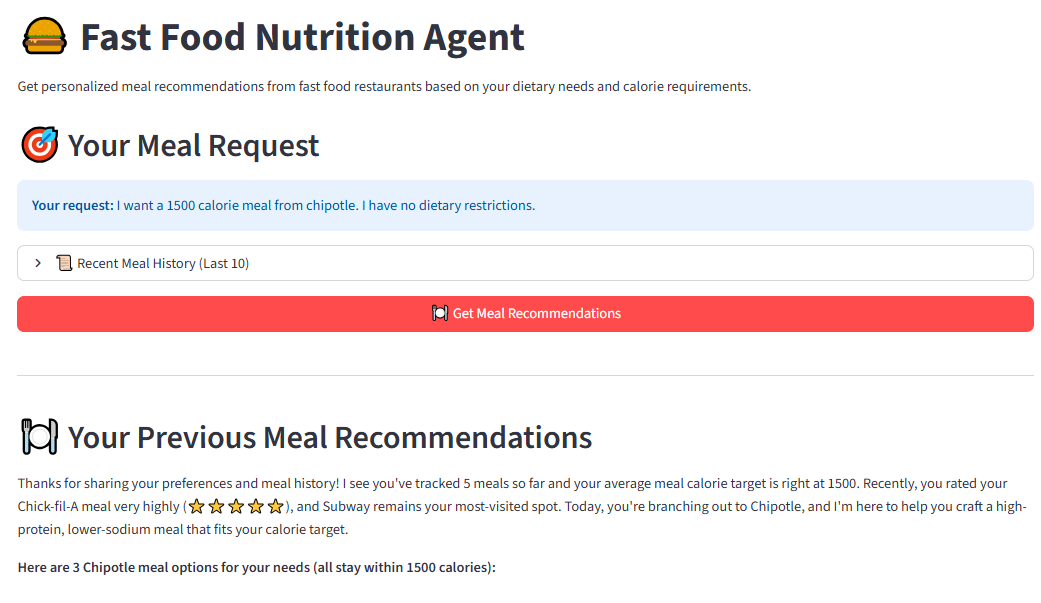 Fast Food Nutrition Agent
Get personalized meal recommendations from fast food restaurants based on your dietary needs and calorie requirements.
Your Meal Request
Your request: I want a 1500 calorie meal from chipotle. I have no dietary restrictions.
Recent Meal History (Last 10)
Get Meal Recommendations
Your Previous Meal Recommendations
Thanks for sharing your preferences and meal history! I see you've tracked 5 meals so far and your average meal calorie target is right at 1500. Recently, you rated your
Chick-fil-A meal very highly (⭐⭐⭐⭐⭐), and Subway remains your most-visited spot. Today, you're branching out to Chipotle, and I'm here to help you craft a high-
protein, lower-sodium meal that fits your calorie target.
Here are 3 Chipotle meal options for your needs (all stay within 1500 calories):